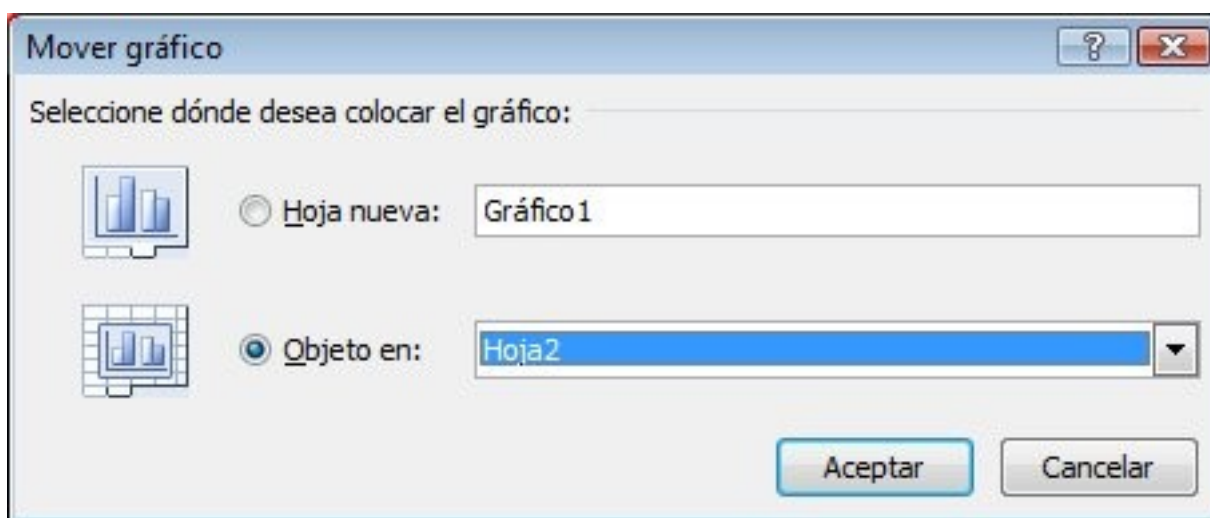 Mover gráfico
Seleccione dónde desea colocar el gráfico:
Hoja nueva: Gráfico1
Objeto en: Hoja2
Aceptar Cancelar